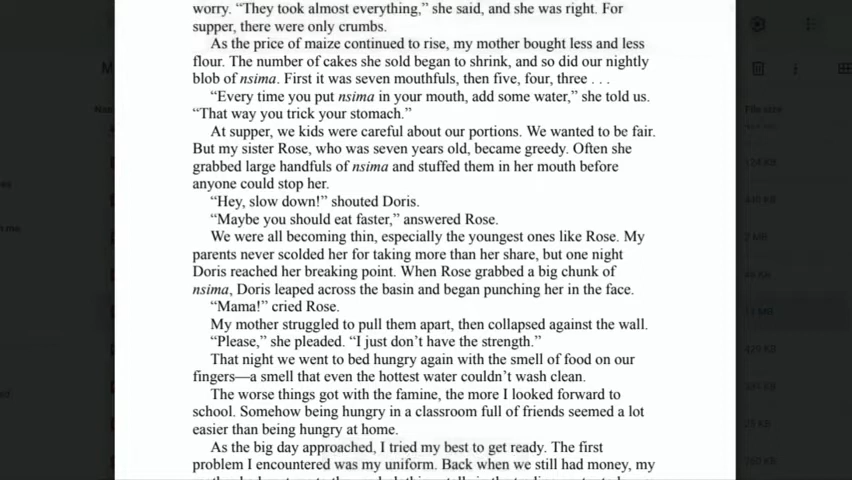 worry. “They took almost everything,” she said, and she was right. For
supper, there were only crumbs.
As the price of maize continued to rise, my mother bought less and less
flour. The number of cakes she sold began to shrink, and so did our nightly
blob of nsima. First it was seven mouthfuls, then five, four, three . . .
“Every time you put nsima in your mouth, add some water,” she told us.
“That way you trick your stomach.”
At supper, we kids were careful about our portions. We wanted to be fair.
But my sister Rose, who was seven years old, became greedy. Often she
grabbed large handfuls of nsima and stuffed them in her mouth before
anyone could stop her.
“Hey, slow down!” shouted Doris.
“Maybe you should eat faster,” answered Rose.
We were all becoming thin, especially the youngest ones like Rose. My
parents never scolded her for taking more than her share, but one night
Doris reached her breaking point. When Rose grabbed a big chunk of
nsima, Doris leaped across the basin and began punching her in the face.
“Mama!” cried Rose.
My mother struggled to pull them apart, then collapsed against the wall.
“Please,” she pleaded. “I just don’t have the strength.”
That night we went to bed hungry again with the smell of food on our
fingers—a smell that even the hottest water couldn’t wash clean.
The worse things got with the famine, the more I looked forward to
school. Somehow being hungry in a classroom full of friends seemed a lot
easier than being hungry at home.
As the big day approached, I tried my best to get ready. The first
problem I encountered was my uniform. Back when we still had money, my
File size
124 KB
2 MB